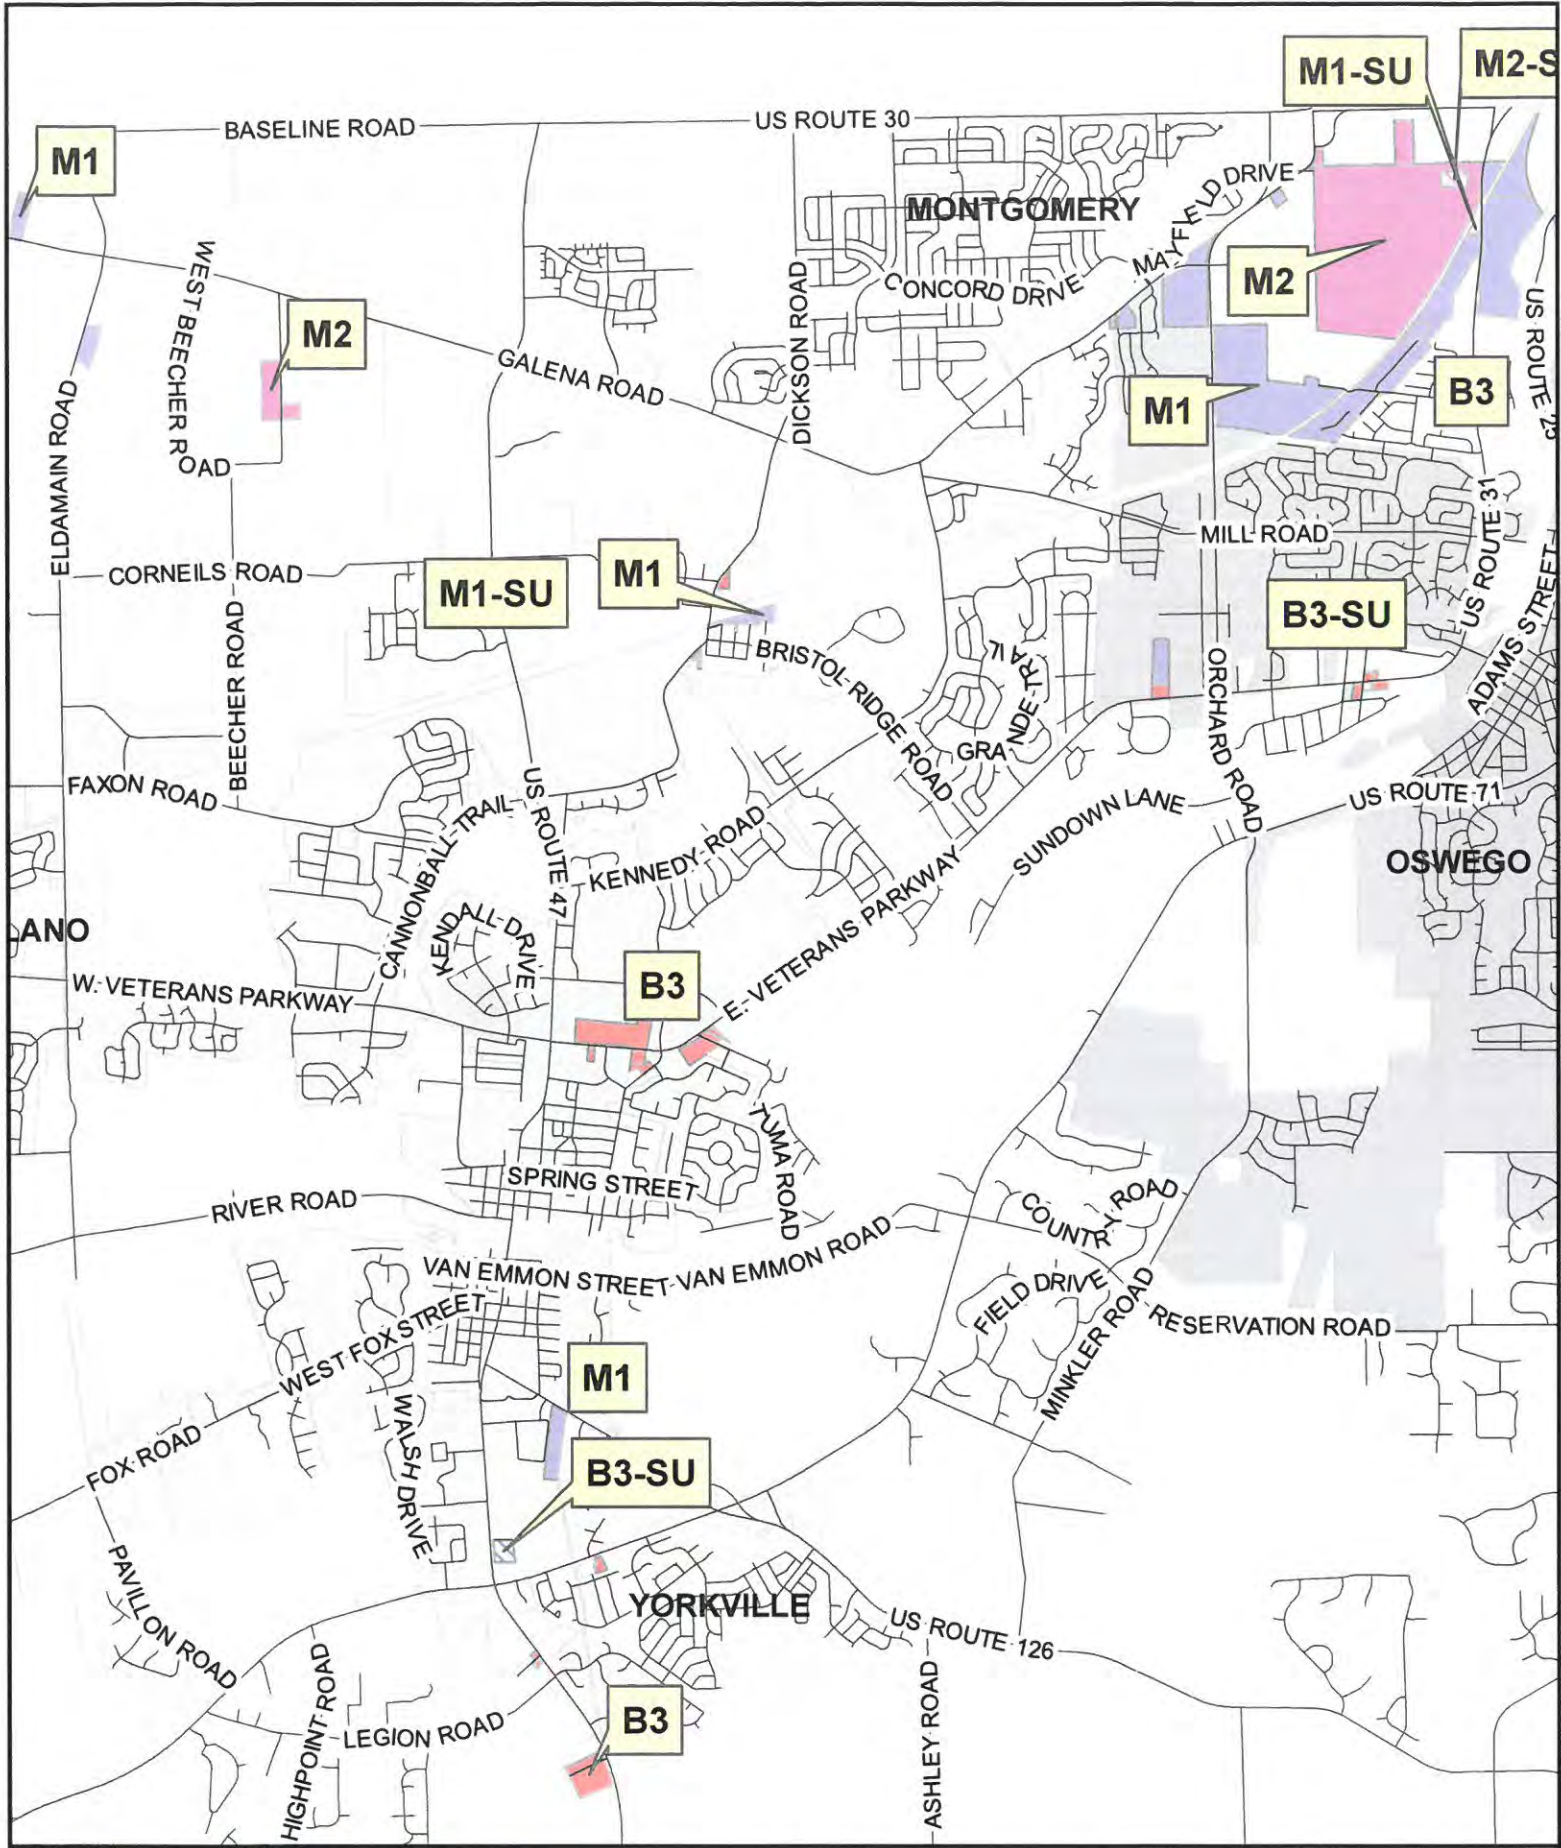 M1-SU
M2-S
BASELINE ROAD
US ROUTE 30
M1
MAYFIELD DRIVE
MONTGOMERY
WEST BEECHER ROAD
M2
CONCORD DRIVE
DICKSON ROAD
US ROUTE 25
M2
GALENA ROAD
B3
M1
ELDAMAIN ROAD
US ROUTE 31
MILL ROAD
CORNEILS ROAD
M1-SU
M1
B3-SU
ADAMS STREET
BEECHER ROAD
BRISTOL RIDGE ROAD
GRANDE TRAIL
ORCHARD ROAD
FAXON ROAD
US ROUTE 47
CANNONBALL TRAIL
KENNEDY ROAD
SUNDOWN LANE
US ROUTE 71
OSWEGO
LANO
KENDALL DRIVE
E. VETERANS PARKWAY
B3
W. VETERANS PARKWAY
TUMA ROAD
SPRING STREET
RIVER ROAD
COUNTRY ROAD
VAN EMMON STREET
VAN EMMON ROAD
FIELD DRIVE
RESERVATION ROAD
WEST FOX STREET
MINKLER ROAD
M1
WALSH DRIVE
FOX ROAD
B3-SU
PAVILLON ROAD
YORKVILLE
US ROUTE 126
HIGHPOINT ROAD
LEGION ROAD
B3
ASHLEY ROAD